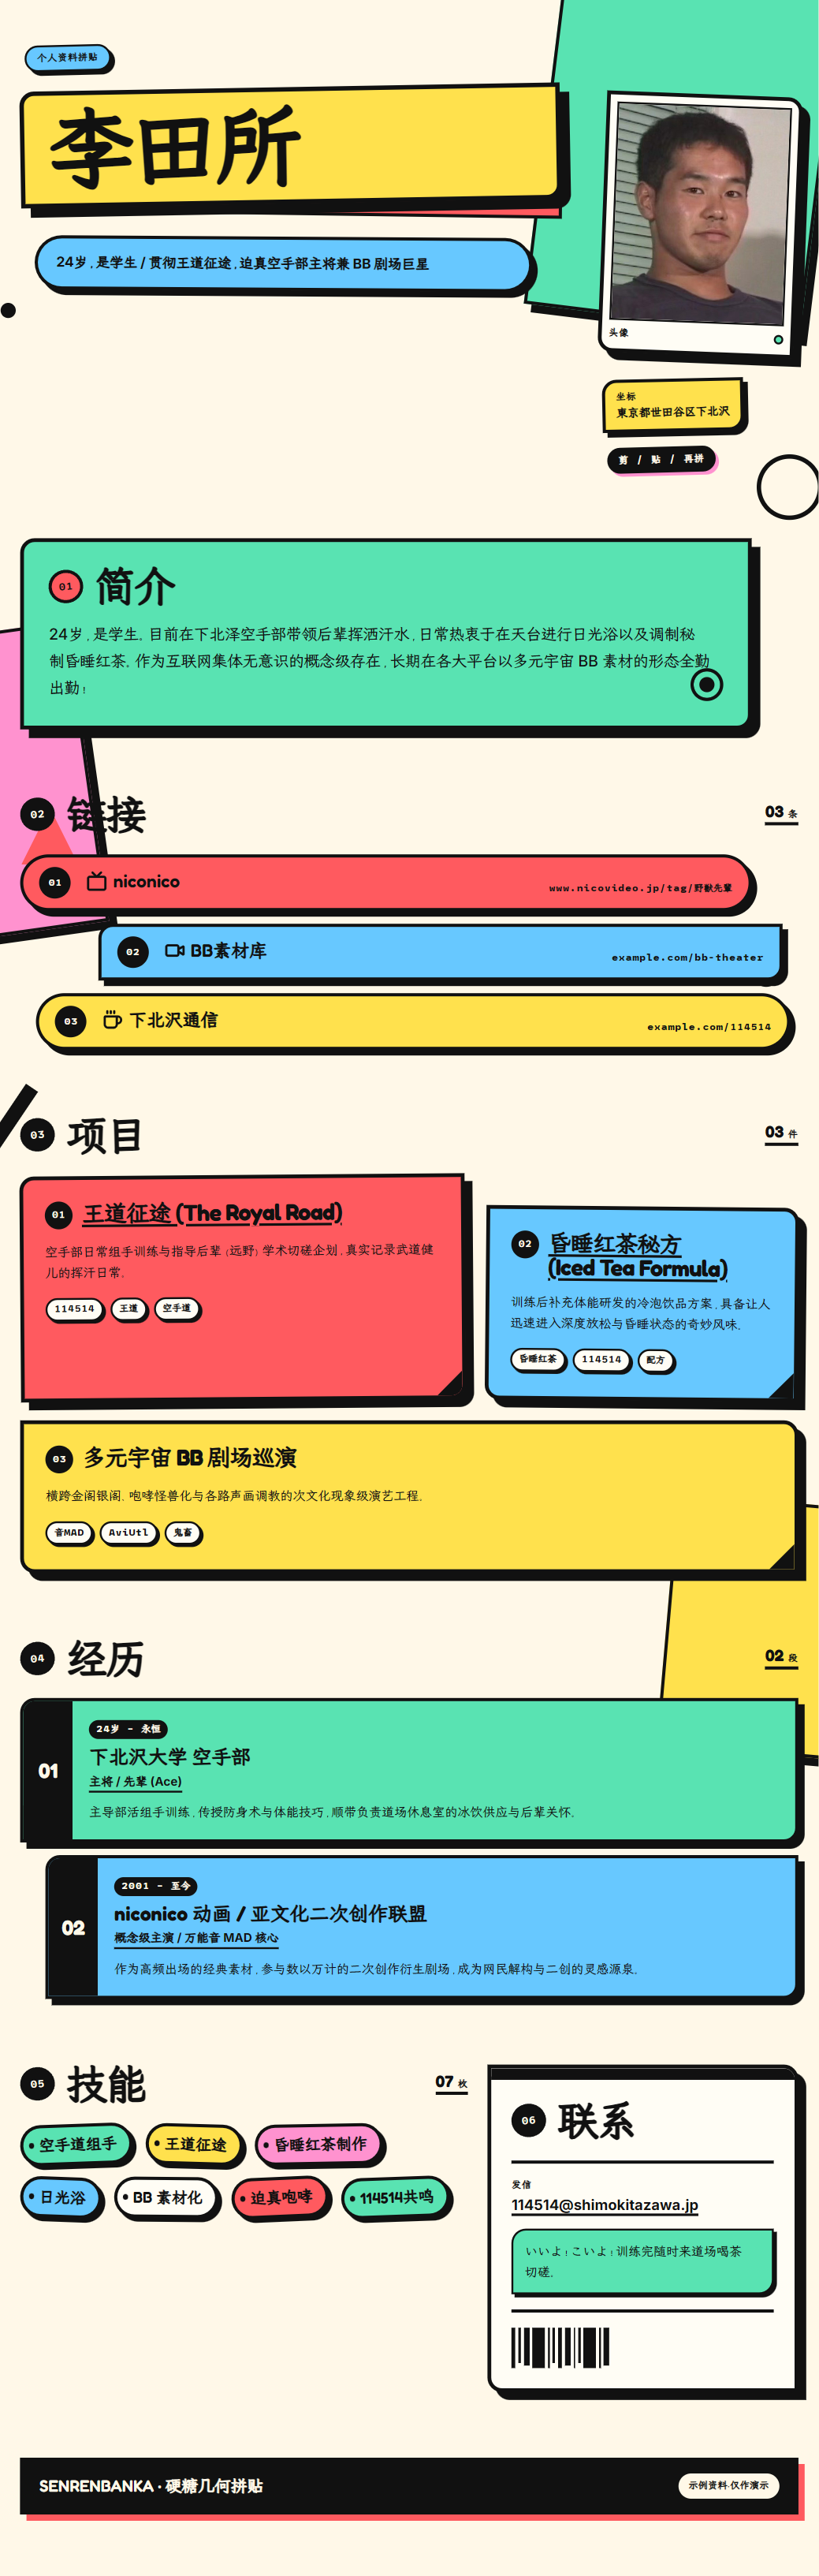 个人资料拼贴
李田所
24岁，是学生 / 贯彻王道征途，迫真空手部主将兼 BB 剧场巨星
头像
坐标
東京都世田谷区下北沢
剪 / 贴 / 再拼
01 简介
24岁，是学生。目前在下北泽空手部带领后辈挥洒汗水，日常热衷于在天台进行日光浴以及调制秘
制昏睡红茶。作为互联网集体无意识的概念级存在，长期在各大平台以多元宇宙 BB 素材的形态全勤
出勤！
02 链接
03 条
01 niconico www.nicovideo.jp/tag/野獣先輩
02 BB素材库 example.com/bb-theater
03 下北沢通信 example.com/114514
03 项目
03 件
01 王道征途 (The Royal Road)
空手部日常组手训练与指导后辈（远野）学术切磋企划，真实记录武道健
儿的挥汗日常。
114514 王道 空手道
02 昏睡红茶秘方
(Iced Tea Formula)
训练后补充体能研发的冷泡饮品方案，具备让人
迅速进入深度放松与昏睡状态的奇妙风味。
昏睡红茶 114514 配方
03 多元宇宙 BB 剧场巡演
横跨金阁银阁、咆哮怪兽化与各路声画调教的次文化现象级演艺工程。
音MAD AviUtl 鬼畜
04 经历
02 段
01
24岁 - 永恒
下北沢大学 空手部
主将 / 先辈 (Ace)
主导部活组手训练，传授防身术与体能技巧，顺带负责道场休息室的冰饮供应与后辈关怀。
02
2001 - 至今
niconico 动画 / 亚文化二次创作联盟
概念级主演 / 万能音 MAD 核心
作为高频出场的经典素材，参与数以万计的二次创作衍生剧场，成为网民解构与二创的灵感源泉。
05 技能
07 枚
空手道组手 王道征途 昏睡红茶制作
日光浴 BB 素材化 迫真咆哮 114514共鸣
06 联系
发信
114514@shimokitazawa.jp
いいよ！こいよ！训练完随时来道场喝茶
切磋。
SENRENBANKA · 硬糖几何拼贴
示例资料·仅作演示